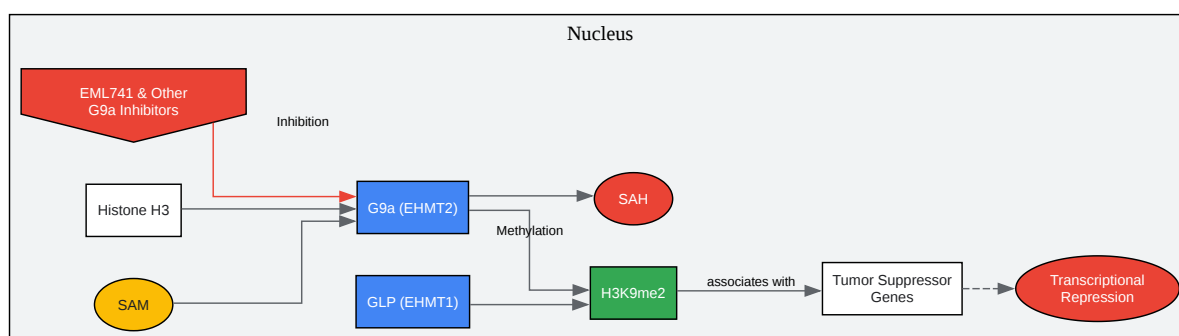 Nucleus
EML741 & Other
G9a Inhibitors
Inhibition
Histone H3
G9a (EHMT2)
SAH
Methylation
SAM
GLP (EHMT1)
H3K9me2
associates with
Tumor Suppressor
Genes
Transcriptional
Repression